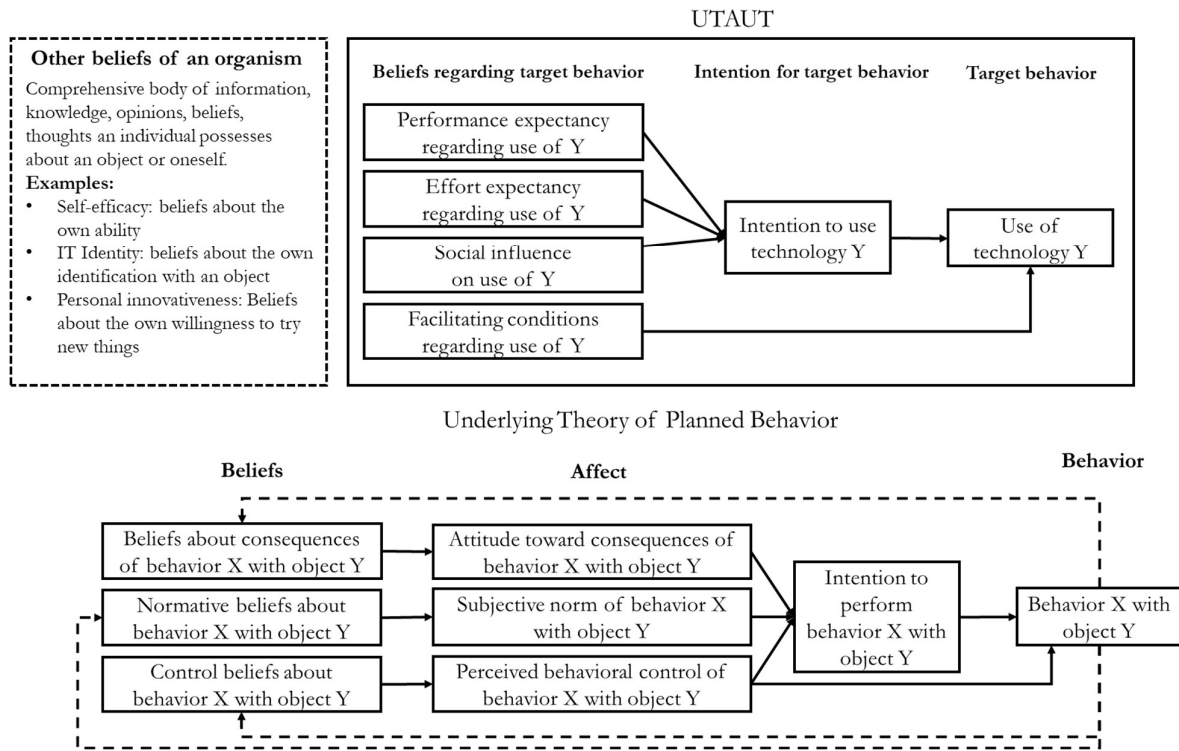 UTAUT
Other beliefs of an organism
Comprehensive body of information,
knowledge, opinions, beliefs,
thoughts an individual possesses
about an object or oneself.
Examples:
• Self-efficacy: beliefs about the
own ability
• IT Identity: beliefs about the own
identification with an object
• Personal innovativeness: Beliefs
about the own willingness to try
new things
Beliefs regarding target behavior
Intention for target behavior
Target behavior
Performance expectancy
regarding use of Y
Effort expectancy
regarding use of Y
Social influence
on use of Y
Facilitating conditions
regarding use of Y
Intention to use
technology Y
Use of
technology Y
Underlying Theory of Planned Behavior
Beliefs
Affect
Behavior
Beliefs about consequences
of behavior X with object Y
Normative beliefs about
behavior X with object Y
Control beliefs about
behavior X with object Y
Attitude toward consequences of
behavior X with object Y
Subjective norm of behavior X
with object Y
Perceived behavioral control of
behavior X with object Y
Intention to
perform
behavior X with
object Y
Behavior X with
object Y